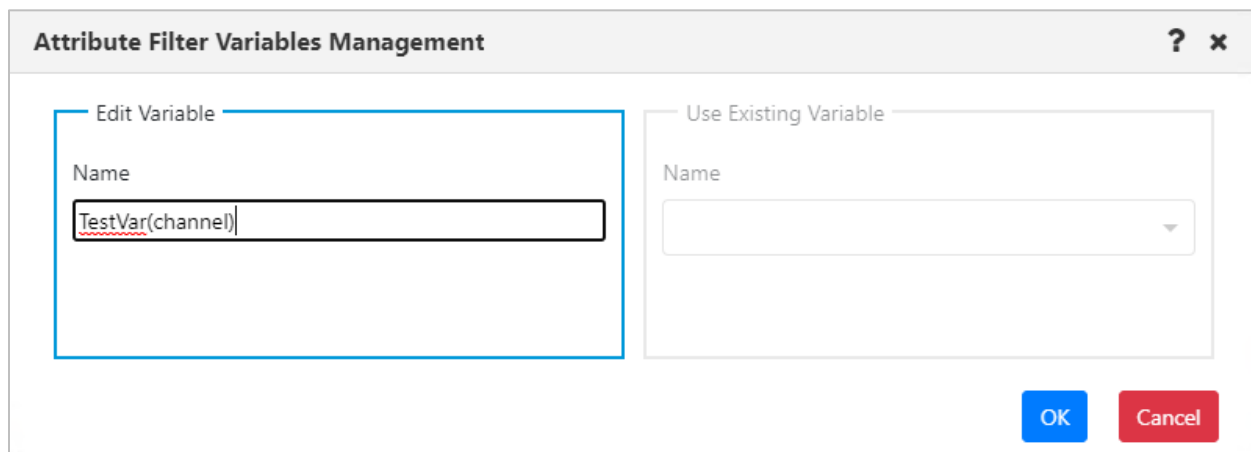 Attribute Filter Variables Management ? ×
Edit Variable
Name
TestVar(channel)
Use Existing Variable
Name
OK Cancel